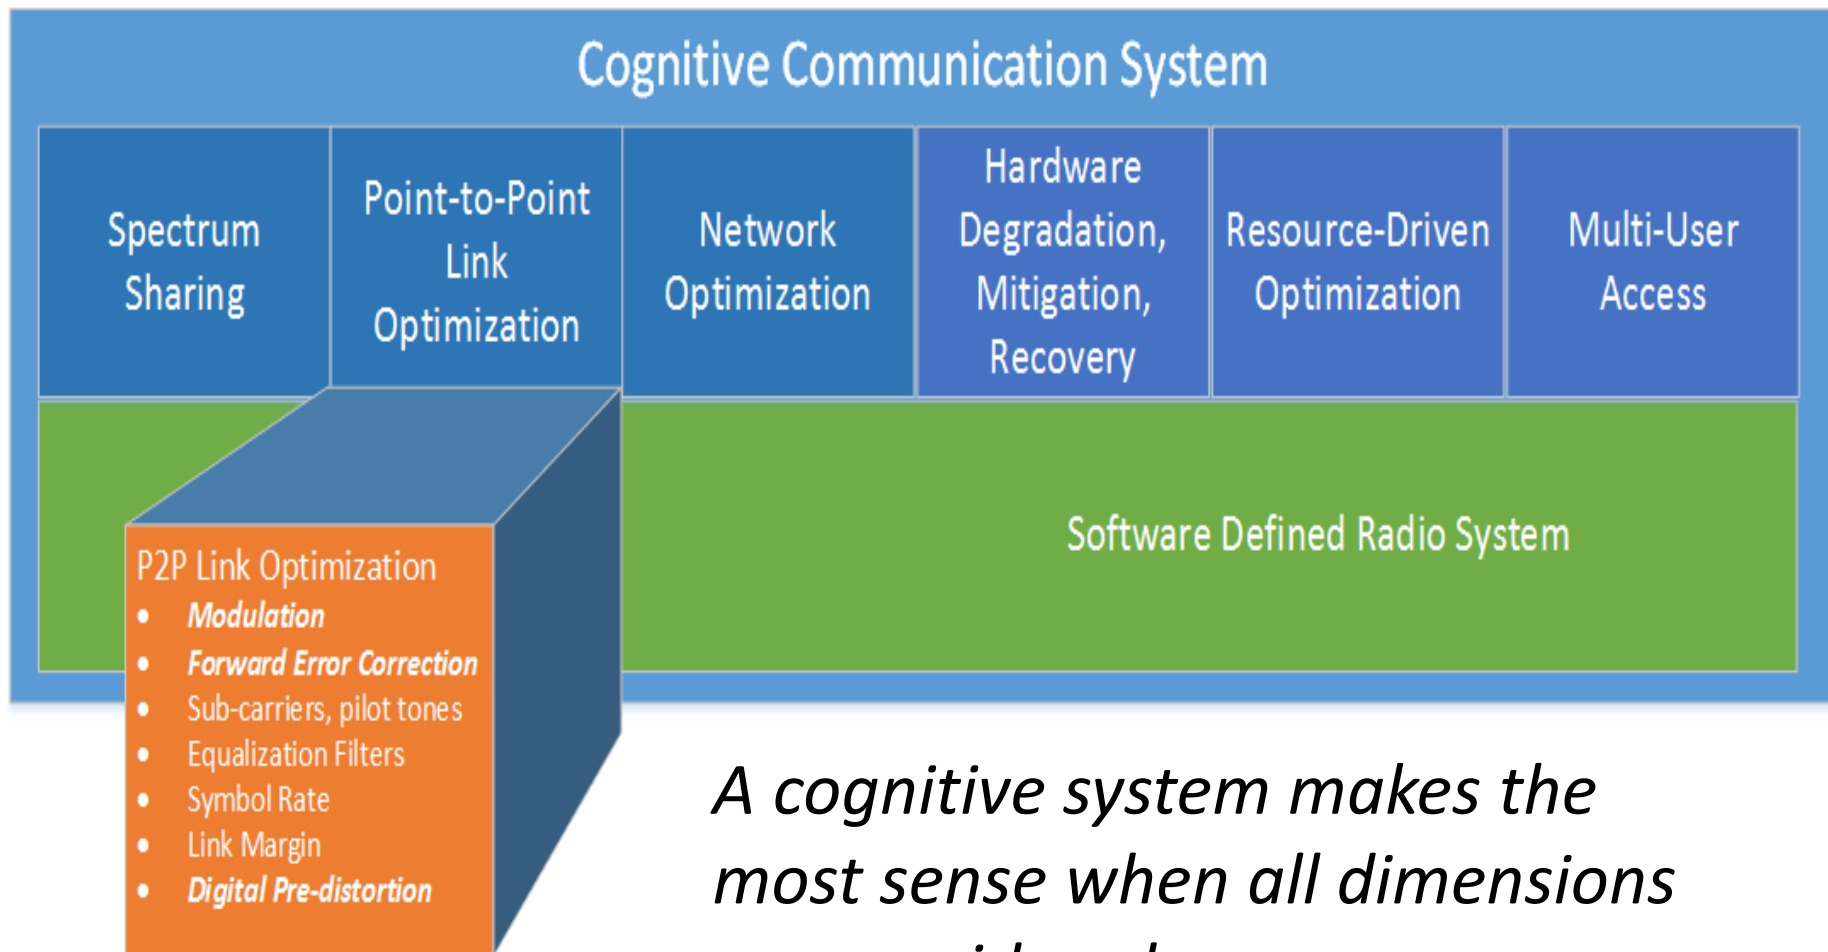 Cognitive Communication System
Spectrum
Sharing
Point-to-Point
Link
Optimization
Network
Optimization
Hardware
Degradation,
Mitigation,
Recovery
Resource-Driven
Optimization
Multi-User
Access
Software Defined Radio System
P2P Link Optimization
• Modulation
• Forward Error Correction
• Sub-carriers, pilot tones
• Equalization Filters
• Symbol Rate
• Link Margin
• Digital Pre-distortion
A cognitive system makes the
most sense when all dimensions